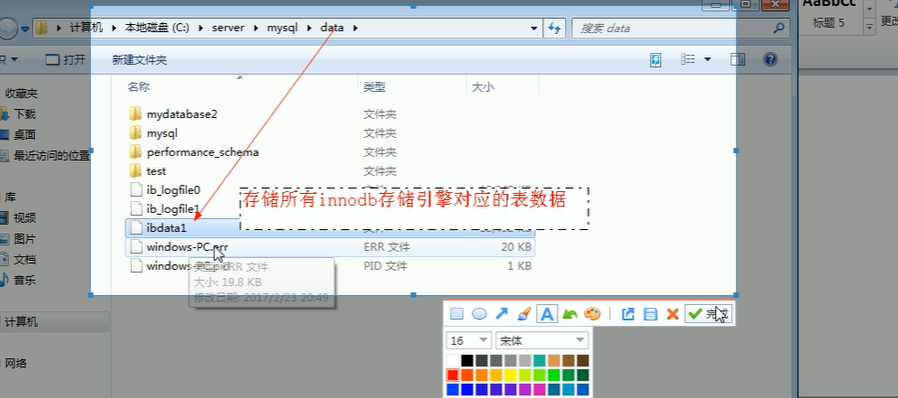 AaBbCc
标题 5
更改
计算机 ▸ 本地磁盘 (C:) ▸ server ▸ mysql ▸ data ▸
搜索 data
打开
新建文件夹
名称 类型 大小
收藏夹
下载
桌面
最近访问的位置
库
视频
图片
文档
音乐
计算机
网络
mydatabase2 文件夹
mysql 文件夹
performance_schema 文件夹
test 文件夹
ib_logfile0
ib_logfile1
存储所有innodb存储引擎对应的表数据
ibdata1
windows-PC.err ERR 文件 20 KB
windows-PC.pid PID 文件 1 KB
类型: ERR 文件
大小: 19.8 KB
修改日期: 2017/2/23 20:49
A
完成
16 宋体